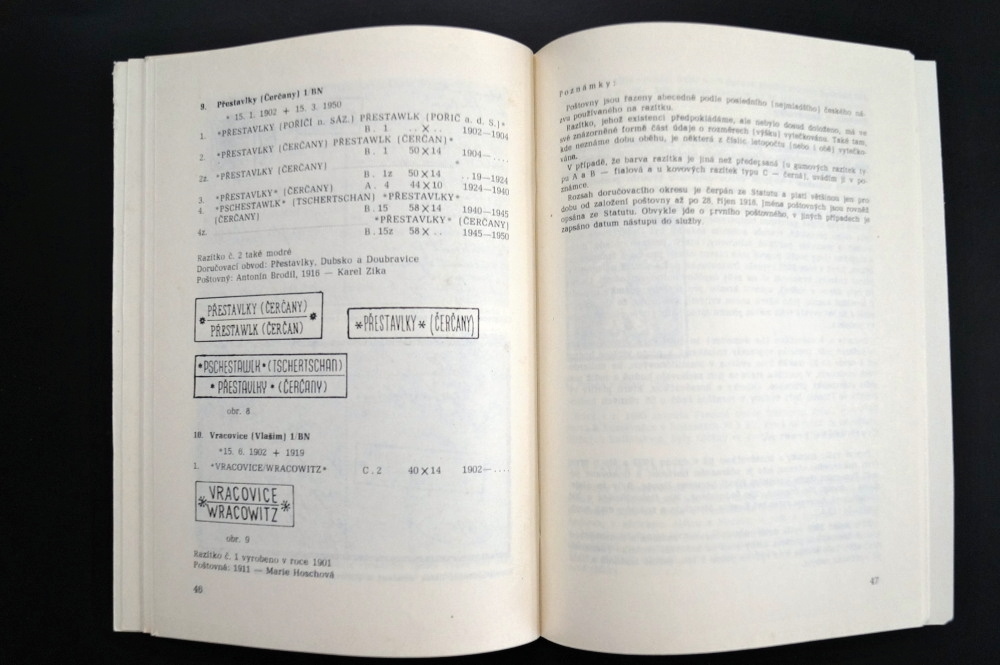 9. Přestavlky (Čerčany) 1/BN
* 15. 1. 1902 + 15. 3. 1950
1. *PŘESTAVLKY (POŘÍČÍ n. SÁZ.) PŘESTAWLK (POŘIČ a. d. S.)*
B. 1 .. X .. 1902—1904
2. *PŘESTAVLKY (ČERČANY) PŘESTAWLK (ČERČAN)*
B. 1 50 X 14 1904—....
2z. *PŘESTAVLKY (ČERČANY) *
B. 1z 50 X 14 .. 19—1924
3. *PŘESTAVLKY* (ČERČANY) A. 4 44 X 10 1924—1940
4. *PSCHESTAWLK* (TSCHERTSCHAN) *PŘESTAVLKY*
(ČERČANY) B. 15 58 X 14 1940—1945
4z. *PŘESTAVLKY* (ČERČANY)
B. 15z 58 X .. 1945—1950
Razítko č. 2 také modré
Doručovací obvod: Přestavlky, Dubsko a Doubravice
Poštovný: Antonín Brodil, 1916 — Karel Zika
PŘESTAVLKY (ČERČANY)
* *
PŘESTAWLK (ČERČAN)
*PŘESTAVLKY* (ČERČANY)
*PSCHESTAWLK*(TSCHERTSCHAN)
*PŘESTAVLKY *(ČERČANY)
obr. 8
10. Vracovice (Vlašim) 1/BN
*15. 6. 1902 + 1919
1. *VRACOVICE/WRACOWITZ* C. 2 40 X 14 1902—....
VRACOVICE
* *
WRACOWITZ
obr. 9
Razítko č. 1 vyrobeno v roce 1901
Poštovná: 1911 — Marie Hoschová
46
Poznámky:
Poštovny jsou řazeny abecedně podle posledního (nejmladšího) českého ná-
zvu používaného na razítku.
Razítko, jehož existenci předpokládáme, ale nebylo dosud doloženo, má ve
své znázorněné formě část údaje o rozměrech (výšku) vytečkovánu. Také tam,
kde neznáme dobu oběhu, je některá z číslic letopočtu (nebo i obě) vytečko-
vána.
V případě, že barva razítka je jiná než předepsaná (u gumových razítek ty
pu A a B — fialová a u kovových razítek typu C — černá), uvádím ji v po-
známce.
Rozsah doručovacího okresu je čerpán ze Statutu a platí většinou jen pro
dobu od založení poštovny až po 28. říjen 1918. Jména poštovných jsou rovněž
opsána ze Statutu. Obvykle jde o prvního poštovného, v jiných případech je
zapsáno datum nástupu do služby.
47